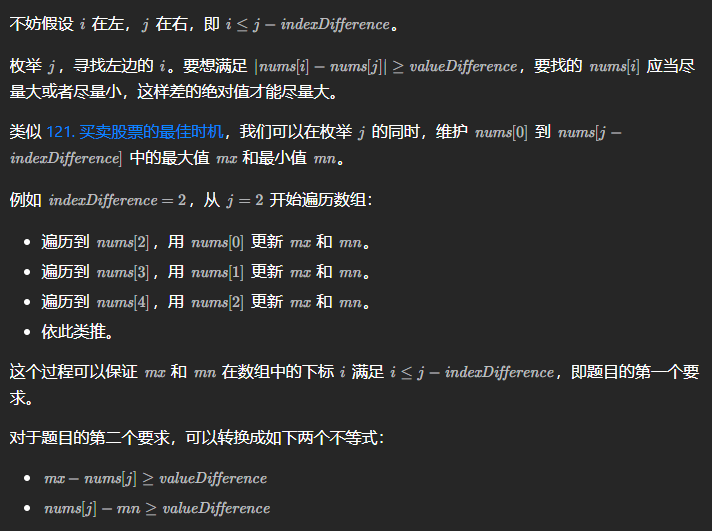 不妨假设 i 在左，j 在右，即 i ≤ j − indexDifference。
枚举 j，寻找左边的 i。要想满足 |nums[i] − nums[j]| ≥ valueDifference，要找的 nums[i] 应当尽
量大或者尽量小，这样差的绝对值才能尽量大。
类似 121. 买卖股票的最佳时机，我们可以在枚举 j 的同时，维护 nums[0] 到 nums[j −
indexDifference] 中的最大值 mx 和最小值 mn。
例如 indexDifference = 2，从 j = 2 开始遍历数组：
• 遍历到 nums[2]，用 nums[0] 更新 mx 和 mn。
• 遍历到 nums[3]，用 nums[1] 更新 mx 和 mn。
• 遍历到 nums[4]，用 nums[2] 更新 mx 和 mn。
• 依此类推。
这个过程可以保证 mx 和 mn 在数组中的下标 i 满足 i ≤ j − indexDifference，即题目的第一个要
求。
对于题目的第二个要求，可以转换成如下两个不等式：
• mx − nums[j] ≥ valueDifference
• nums[j] − mn ≥ valueDifference